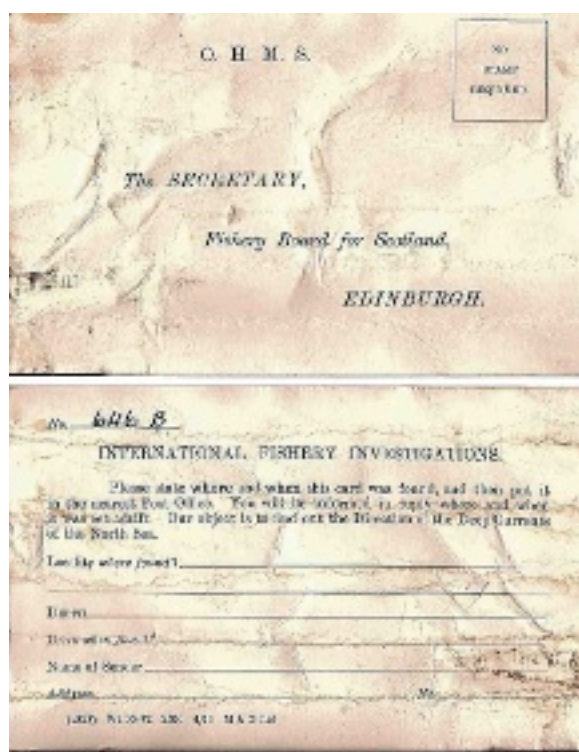 O. H. M. S.
NO
STAMP
REQUIRED.
The SECRETARY,
Fishery Board for Scotland,
EDINBURGH.
No. B
INTERNATIONAL FISHERY INVESTIGATIONS.
Please state where and when this card was found, and then put it
in the nearest Post Office. You will be informed in reply where and when
it was set adrift. Our object is to find out the Direction of the Deep Currents
of the North Sea.
Locality where found?
When
Name of Sender
Address